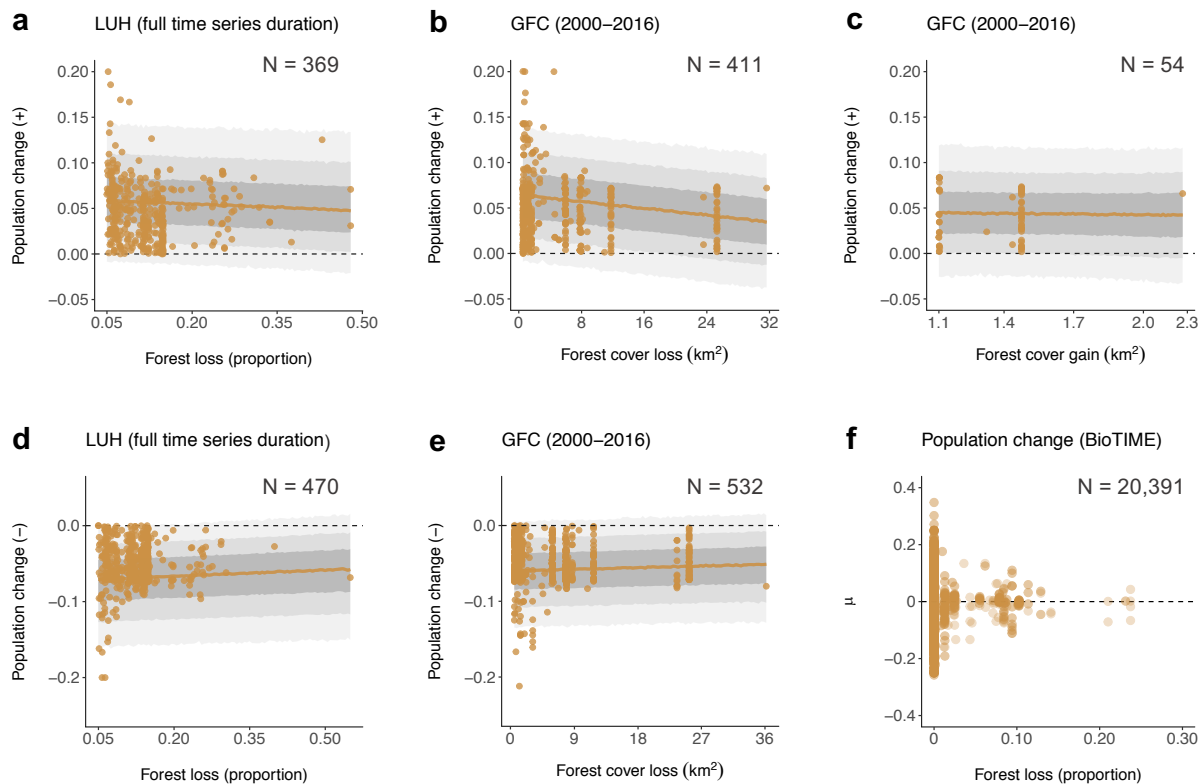 a LUH (full time series duration)
N = 369
Population change (+)
0.20
0.15
0.10
0.05
0.00
−0.05
0.05 0.20 0.35 0.50
Forest loss (proportion)
b GFC (2000−2016)
N = 411
Population change (+)
0.20
0.15
0.10
0.05
0.00
−0.05
0 8 16 24 32
Forest cover loss (km²)
c GFC (2000−2016)
N = 54
Population change (+)
0.20
0.15
0.10
0.05
0.00
−0.05
1.1 1.4 1.7 2.0 2.3
Forest cover gain (km²)
d LUH (full time series duration)
N = 470
Population change (−)
0.0
−0.1
−0.2
0.05 0.20 0.35 0.50
Forest loss (proportion)
e GFC (2000−2016)
N = 532
Population change (−)
0.0
−0.1
−0.2
0 9 18 27 36
Forest cover loss (km²)
f Population change (BioTIME)
N = 20,391
μ
0.4
0.2
0
−0.2
−0.4
0 0.10 0.20 0.30
Forest loss (proportion)